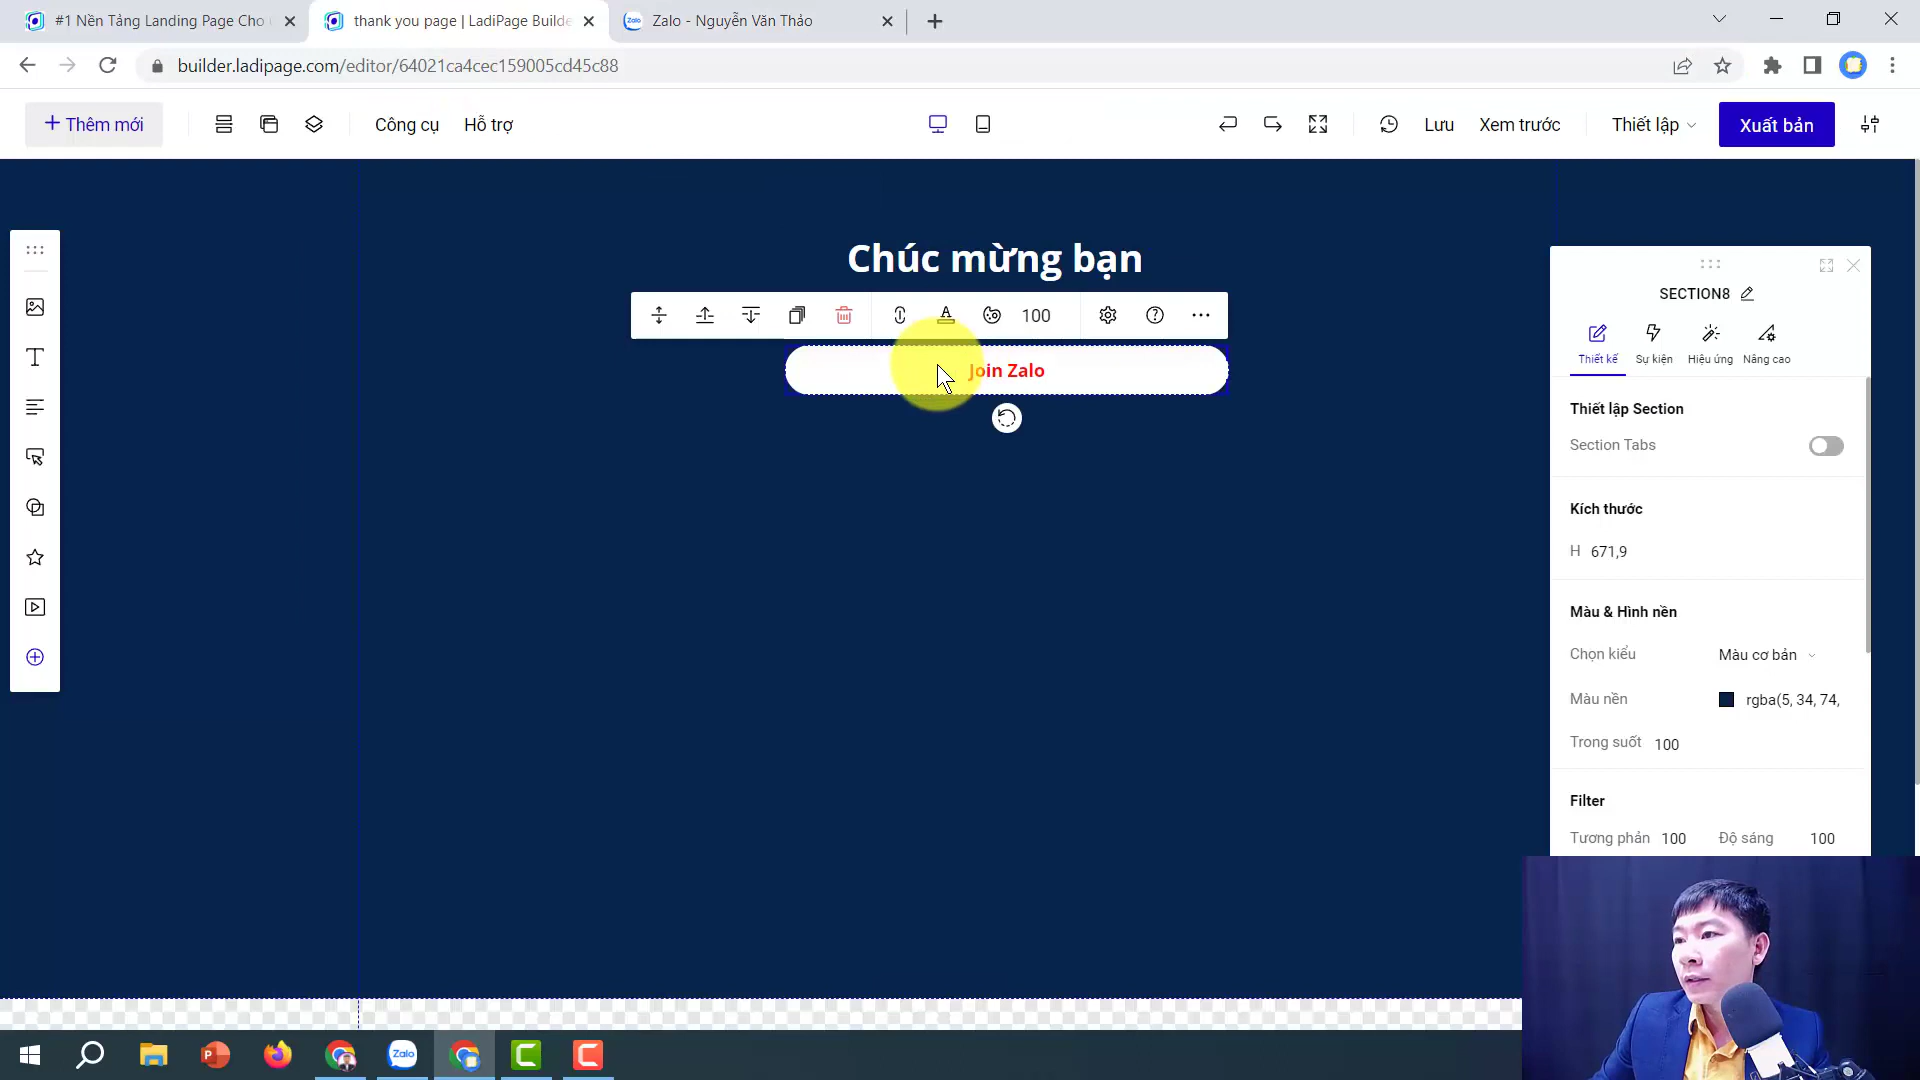 #1 Nền Tảng Landing Page Cho
thank you page | LadiPage Builde
Zalo - Nguyễn Văn Thảo
builder.ladipage.com/editor/64021ca4cec159005cd45c88
Thêm mới
Công cụ
Hỗ trợ
Lưu
Xem trước
Thiết lập
Xuất bản
Chúc mừng bạn
100
Join Zalo
SECTION8
Thiết kế
Sự kiện
Hiệu ứng
Nâng cao
Thiết lập Section
Section Tabs
Kích thước
H 671,9
Màu & Hình nền
Chọn kiểu
Màu cơ bản
Màu nền
rgba(5, 34, 74,
Trong suốt
100
Filter
Tương phản 100
Độ sáng 100
Zalo